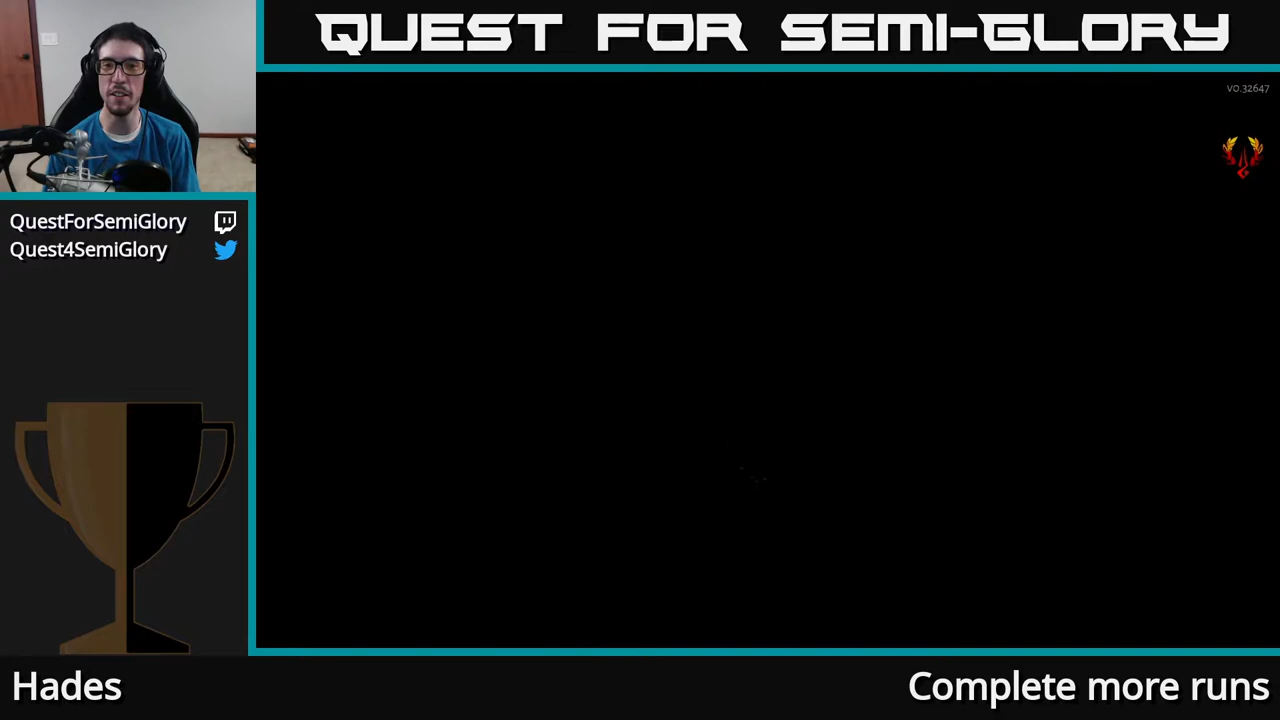 QUEST FOR SEMI-GLORY
V0.32647
QuestForSemiGlory
Quest4SemiGlory
Hades
Complete more runs